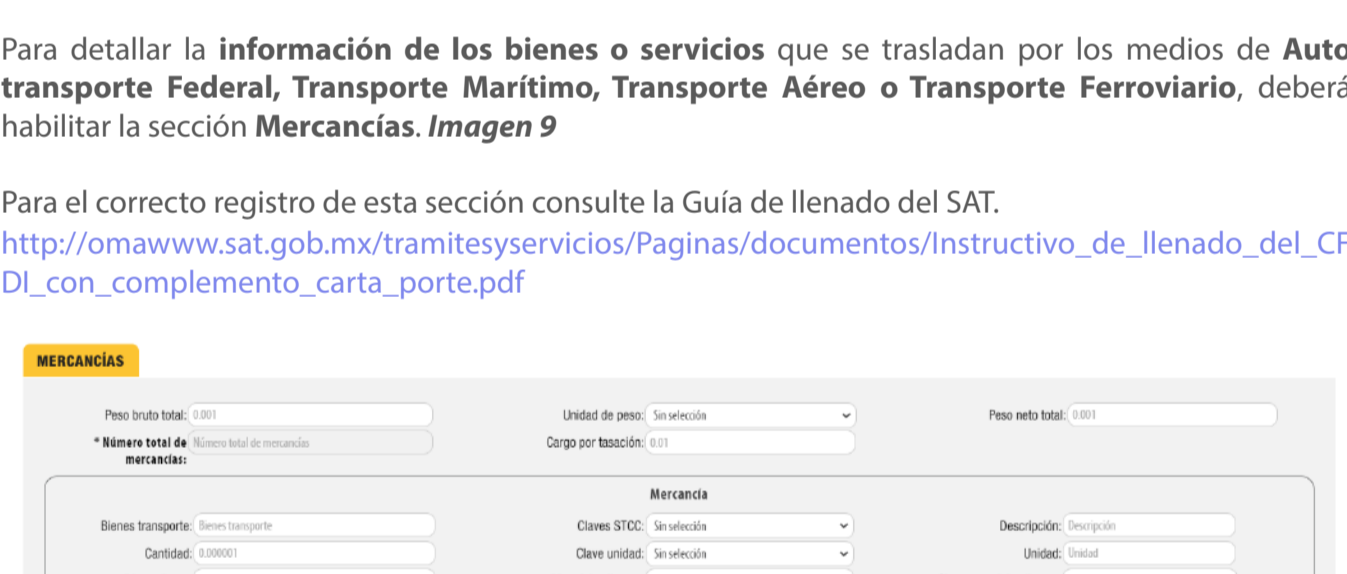 Para detallar la información de los bienes o servicios que se trasladan por los medios de Auto
transporte Federal, Transporte Marítimo, Transporte Aéreo o Transporte Ferroviario, deberá
habilitar la sección Mercancías. Imagen 9
Para el correcto registro de esta sección consulte la Guía de llenado del SAT.
http://omawww.sat.gob.mx/tramitesyservicios/Paginas/documentos/Instructivo_de_llenado_del_CF
DI_con_complemento_carta_porte.pdf
MERCANCÍAS
Peso bruto total: 0.001 Unidad de peso: Sin selección Peso neto total: 0.001
* Número total de Número total de mercancías Cargo por tasación: 0.01
mercancías:
Mercancía
Bienes transporte: Bienes transporte Claves STCC: Sin selección Descripción: Descripción
Cantidad: 0.000001 Clave unidad: Sin selección Unidad: Unidad